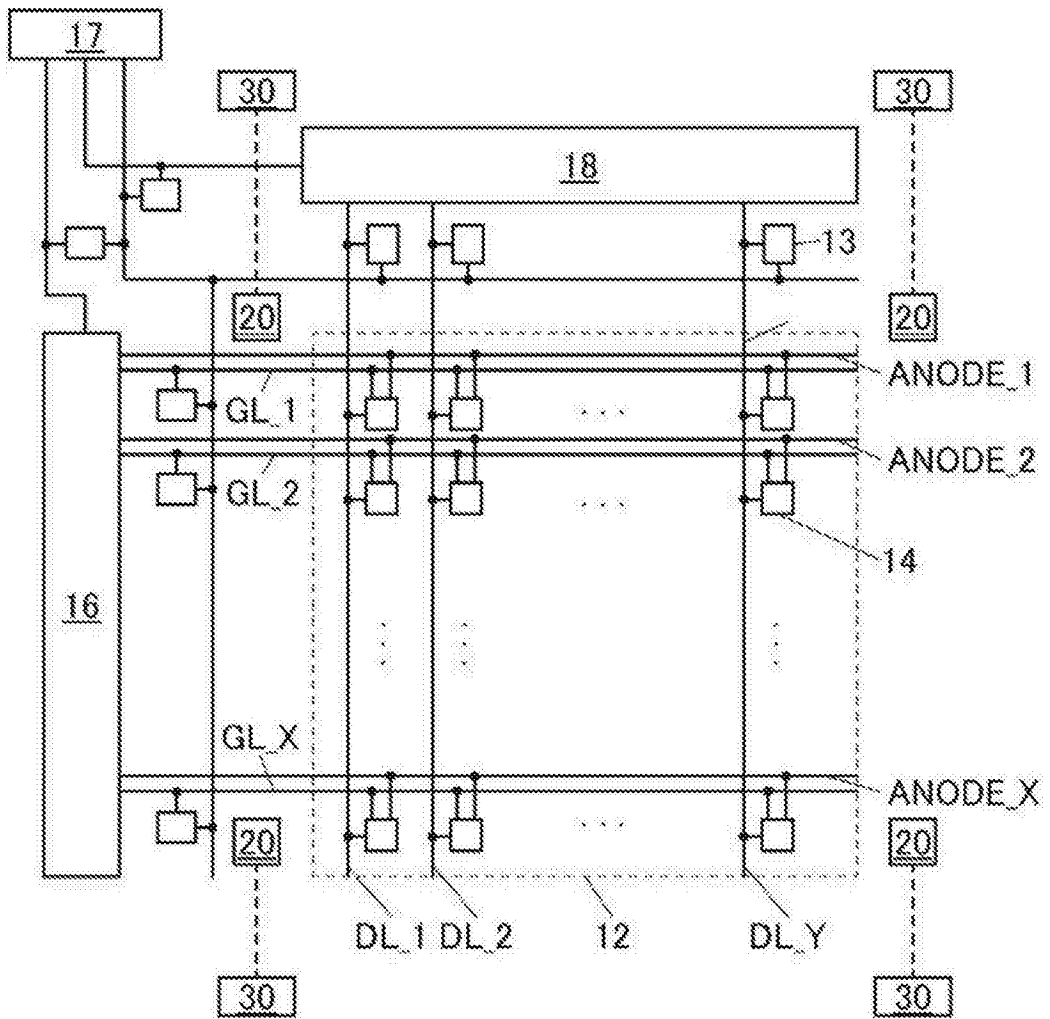 17
30 30
18
13
20 20
ANODE_1
GL_1
ANODE_2
GL_2
14
16
GL_X
ANODE_X
20 20
DL_1 DL_2 12 DL_Y
30 30